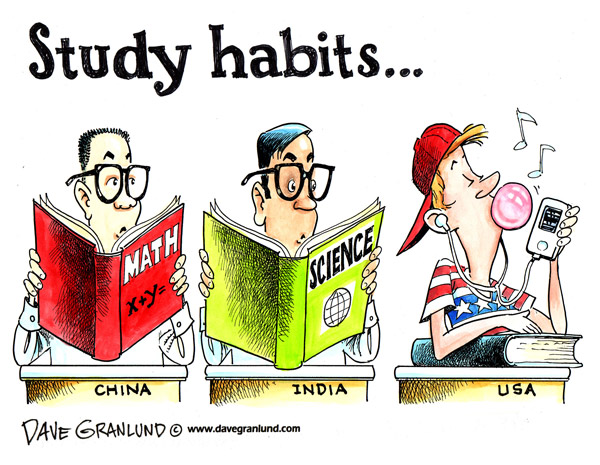 Study habits...
MATH
x+y=
SCIENCE
CHINA
INDIA
USA
DAVE GRANLUND © www.davegranlund.com